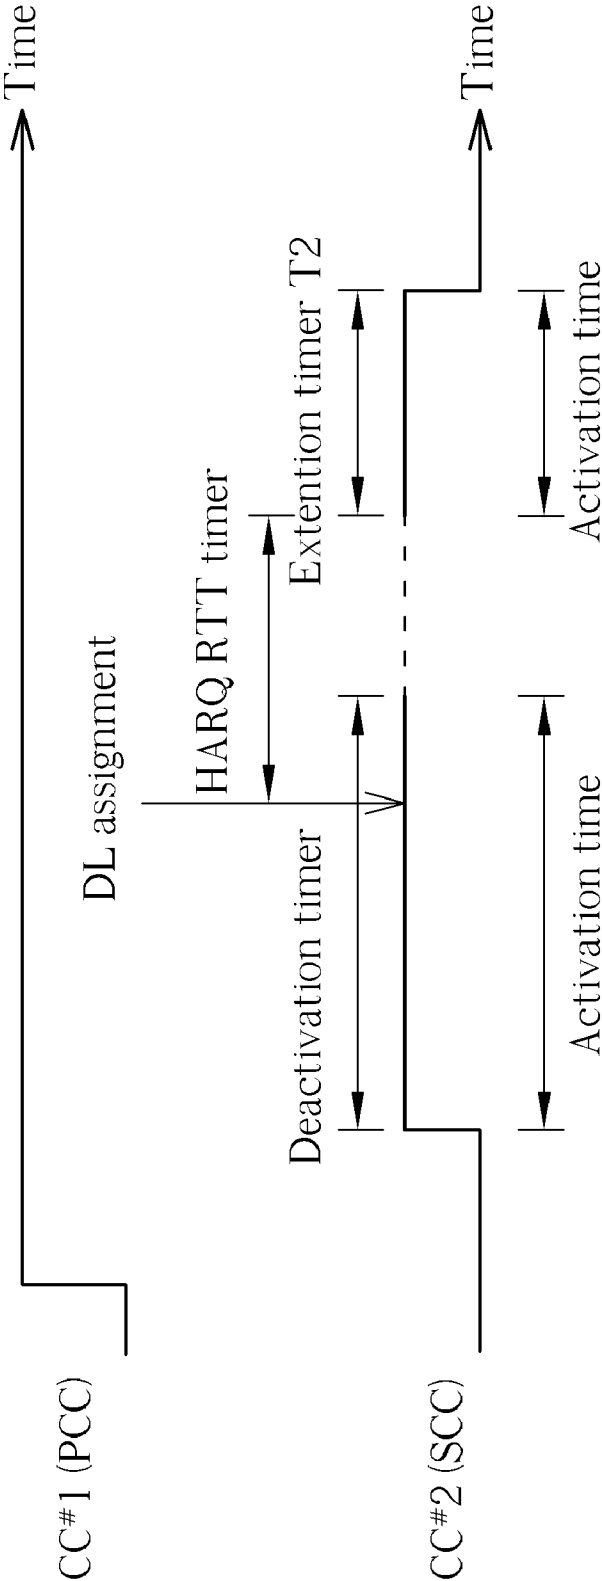 CC#1 (PCC)
Time
DL assignment
HARQ RTT timer
Deactivation timer
Extention timer T2
CC#2 (SCC)
Time
Activation time
Activation time